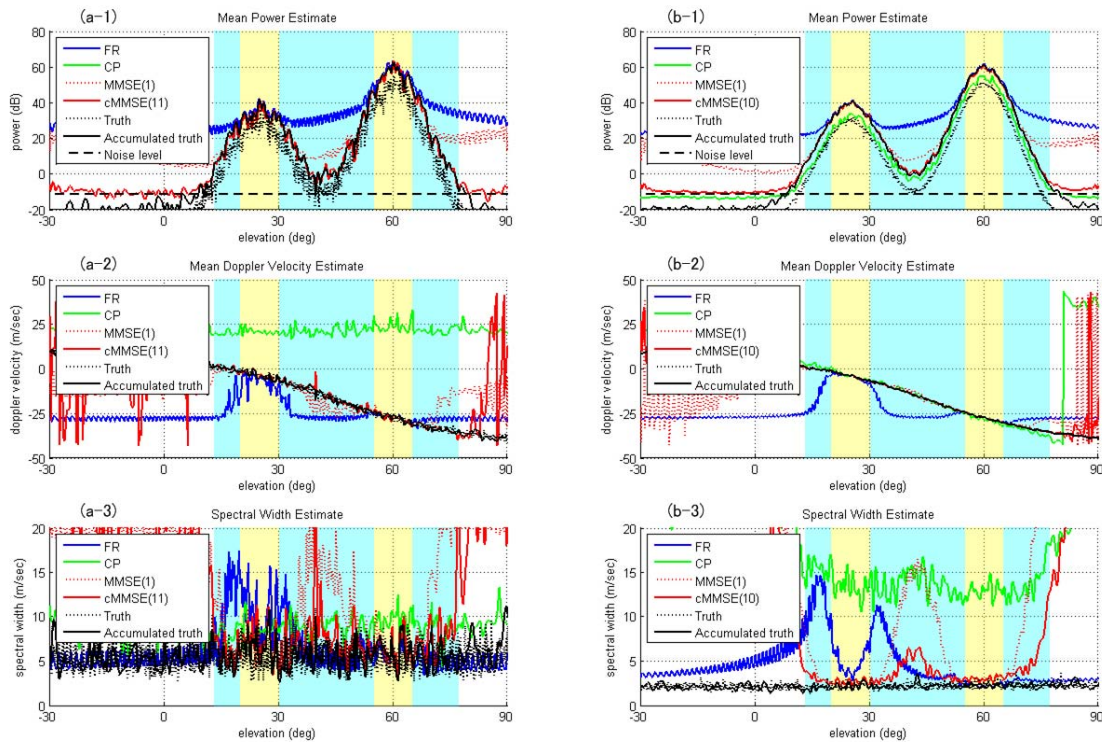 (a-1)
Mean Power Estimate
80
60
40
20
0
-20
power (dB)
FR
CP
MMSE(1)
cMMSE(11)
Truth
Accumulated truth
Noise level
-30 0 30 60 90
elevation (deg)
(b-1)
Mean Power Estimate
80
60
40
20
0
-20
power (dB)
FR
CP
MMSE(1)
cMMSE(10)
Truth
Accumulated truth
Noise level
-30 0 30 60 90
elevation (deg)
(a-2)
Mean Doppler Velocity Estimate
50
25
0
-25
-50
doppler velocity (m/sec)
FR
CP
MMSE(1)
cMMSE(11)
Truth
Accumulated truth
-30 0 30 60 90
elevation (deg)
(b-2)
Mean Doppler Velocity Estimate
50
25
0
-25
-50
doppler velocity (m/sec)
FR
CP
MMSE(1)
cMMSE(10)
Truth
Accumulated truth
-30 0 30 60 90
elevation (deg)
(a-3)
Spectral Width Estimate
20
15
10
5
0
spectral width (m/sec)
FR
CP
MMSE(1)
cMMSE(11)
Truth
Accumulated truth
-30 0 30 60 90
elevation (deg)
(b-3)
Spectral Width Estimate
20
15
10
5
0
spectral width (m/sec)
FR
CP
MMSE(1)
cMMSE(10)
Truth
Accumulated truth
-30 0 30 60 90
elevation (deg)